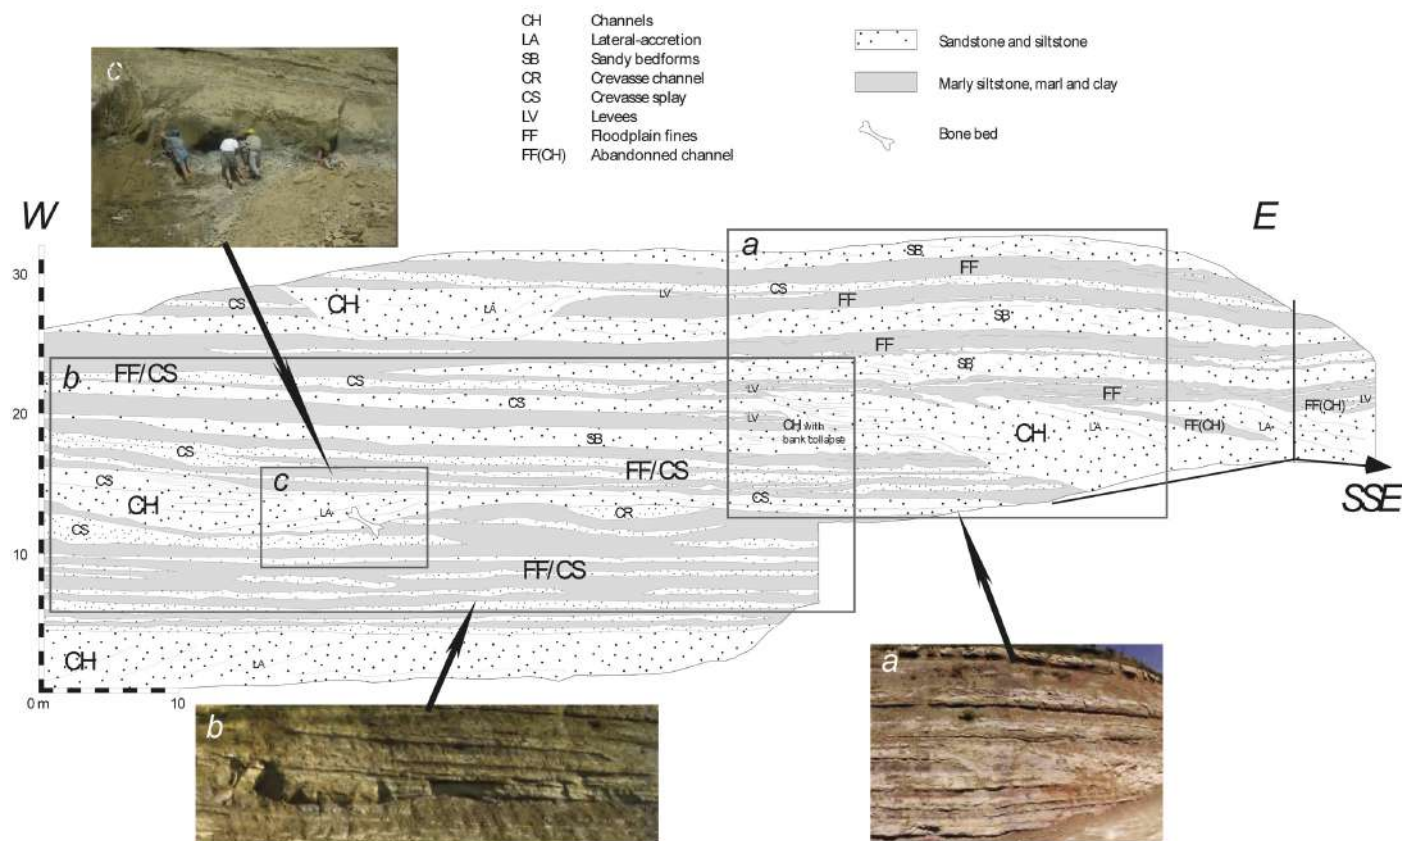 CH Channels
LA Lateral-accretion
SB Sandy bedforms
CR Crevasse channel
CS Crevasse splay
LV Levees
FF Floodplain fines
FF(CH) Abandonned channel
Sandstone and siltstone
Marly siltstone, marl and clay
Bone bed
c
W
E
a
30
SB
FF
CS
LV
CS
CH
LA
FF
SB
FF
b
FF/CS
CS
SB
LV
FF
FF(CH)
LV
20
CS
LV
CH with
bank collapse
CH
LA
FF(CH)
LA
SB
CS
FF/CS
c
CS
CH
LA
CR
CS
SSE
CS
10
FF/CS
CH
LA
0 m
10
a
b